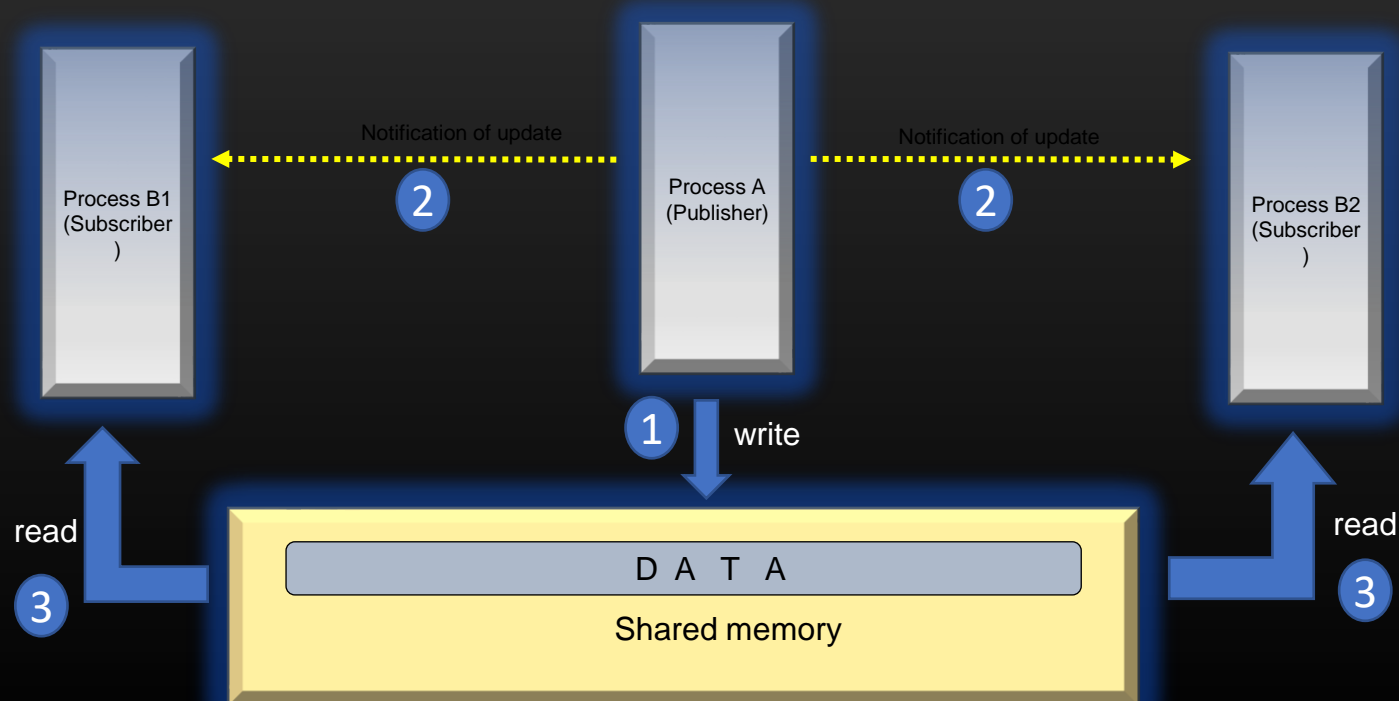 Notification of update
Notification of update
Process B1
(Subscriber
)
2
Process A
(Publisher)
2
Process B2
(Subscriber
)
1
write
read
3
D A T A
Shared memory
read
3